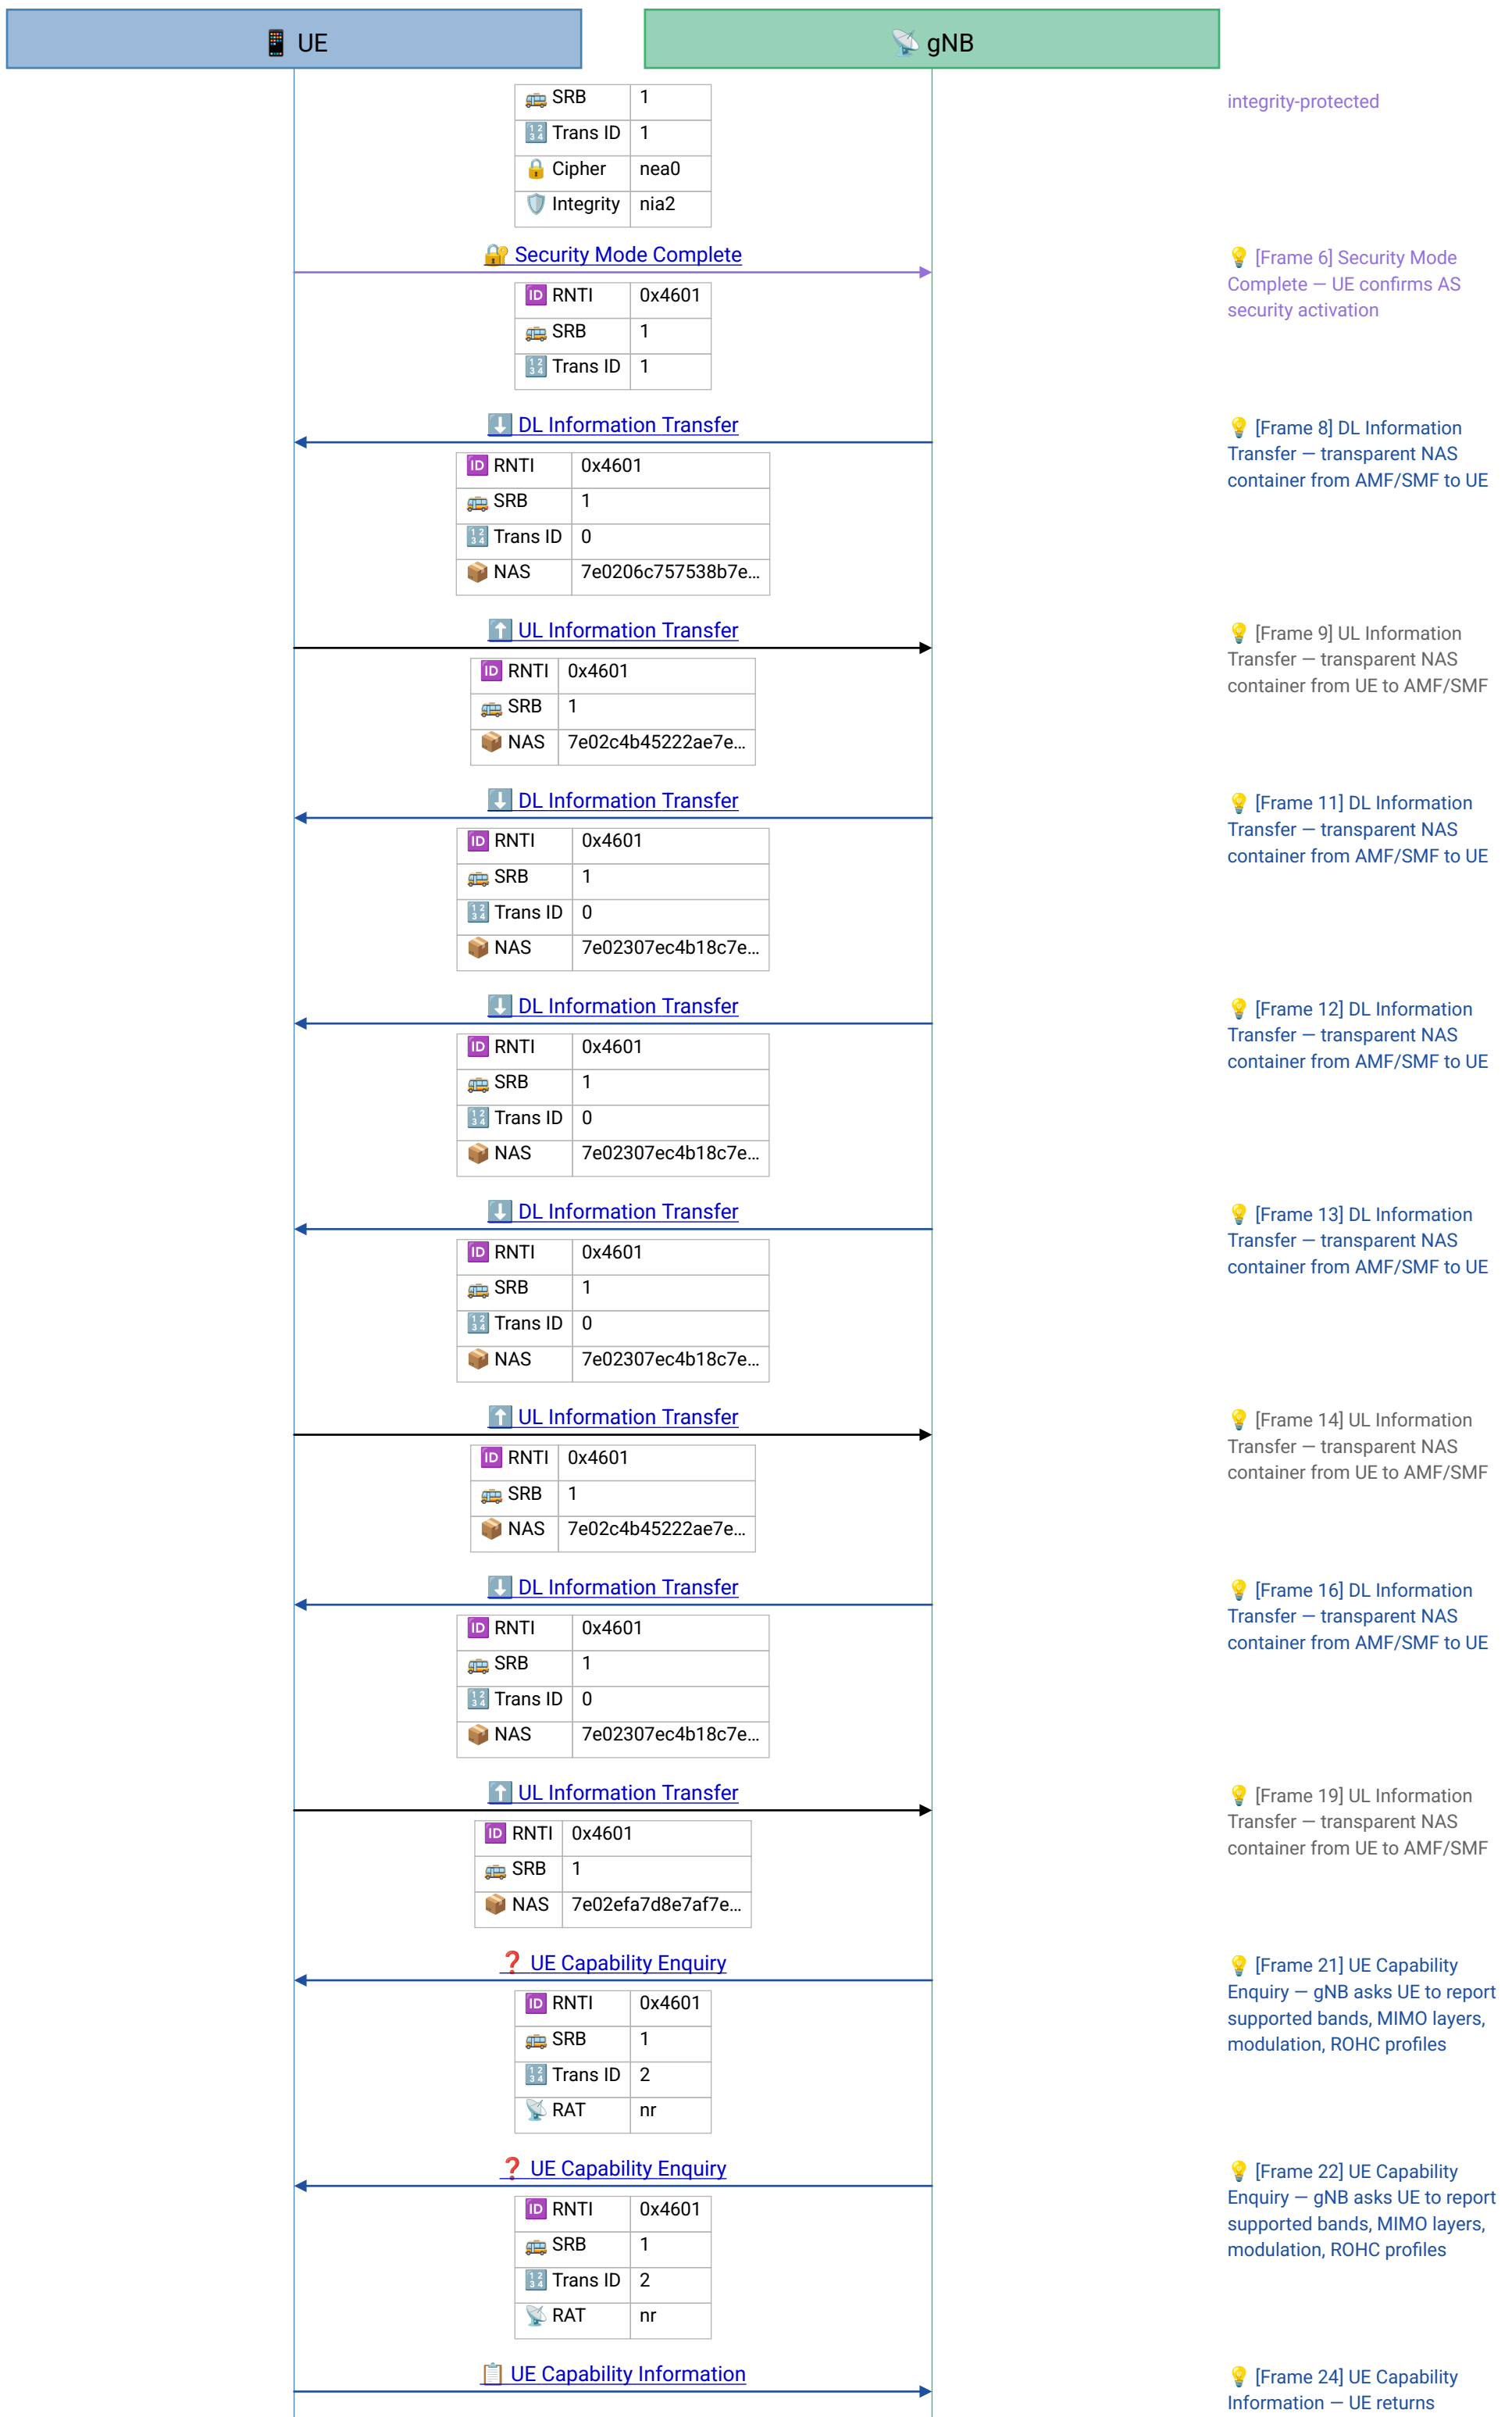 📱 UE
📡 gNB
🚌 SRB 1
🔢 Trans ID 1
🔒 Cipher nea0
🛡️ Integrity nia2
integrity-protected
🔐 Security Mode Complete
🆔 RNTI 0x4601
🚌 SRB 1
🔢 Trans ID 1
💡 [Frame 6] Security Mode
Complete — UE confirms AS
security activation
⬇️ DL Information Transfer
🆔 RNTI 0x4601
🚌 SRB 1
🔢 Trans ID 0
📦 NAS 7e0206c757538b7e…
💡 [Frame 8] DL Information
Transfer — transparent NAS
container from AMF/SMF to UE
⬆️ UL Information Transfer
🆔 RNTI 0x4601
🚌 SRB 1
📦 NAS 7e02c4b45222ae7e…
💡 [Frame 9] UL Information
Transfer — transparent NAS
container from UE to AMF/SMF
⬇️ DL Information Transfer
🆔 RNTI 0x4601
🚌 SRB 1
🔢 Trans ID 0
📦 NAS 7e02307ec4b18c7e…
💡 [Frame 11] DL Information
Transfer — transparent NAS
container from AMF/SMF to UE
⬇️ DL Information Transfer
🆔 RNTI 0x4601
🚌 SRB 1
🔢 Trans ID 0
📦 NAS 7e02307ec4b18c7e…
💡 [Frame 12] DL Information
Transfer — transparent NAS
container from AMF/SMF to UE
⬇️ DL Information Transfer
🆔 RNTI 0x4601
🚌 SRB 1
🔢 Trans ID 0
📦 NAS 7e02307ec4b18c7e…
💡 [Frame 13] DL Information
Transfer — transparent NAS
container from AMF/SMF to UE
⬆️ UL Information Transfer
🆔 RNTI 0x4601
🚌 SRB 1
📦 NAS 7e02c4b45222ae7e…
💡 [Frame 14] UL Information
Transfer — transparent NAS
container from UE to AMF/SMF
⬇️ DL Information Transfer
🆔 RNTI 0x4601
🚌 SRB 1
🔢 Trans ID 0
📦 NAS 7e02307ec4b18c7e…
💡 [Frame 16] DL Information
Transfer — transparent NAS
container from AMF/SMF to UE
⬆️ UL Information Transfer
🆔 RNTI 0x4601
🚌 SRB 1
📦 NAS 7e02efa7d8e7af7e…
💡 [Frame 19] UL Information
Transfer — transparent NAS
container from UE to AMF/SMF
❓ UE Capability Enquiry
🆔 RNTI 0x4601
🚌 SRB 1
🔢 Trans ID 2
📡 RAT nr
💡 [Frame 21] UE Capability
Enquiry — gNB asks UE to report
supported bands, MIMO layers,
modulation, ROHC profiles
❓ UE Capability Enquiry
🆔 RNTI 0x4601
🚌 SRB 1
🔢 Trans ID 2
📡 RAT nr
💡 [Frame 22] UE Capability
Enquiry — gNB asks UE to report
supported bands, MIMO layers,
modulation, ROHC profiles
📋 UE Capability Information
💡 [Frame 24] UE Capability
Information — UE returns